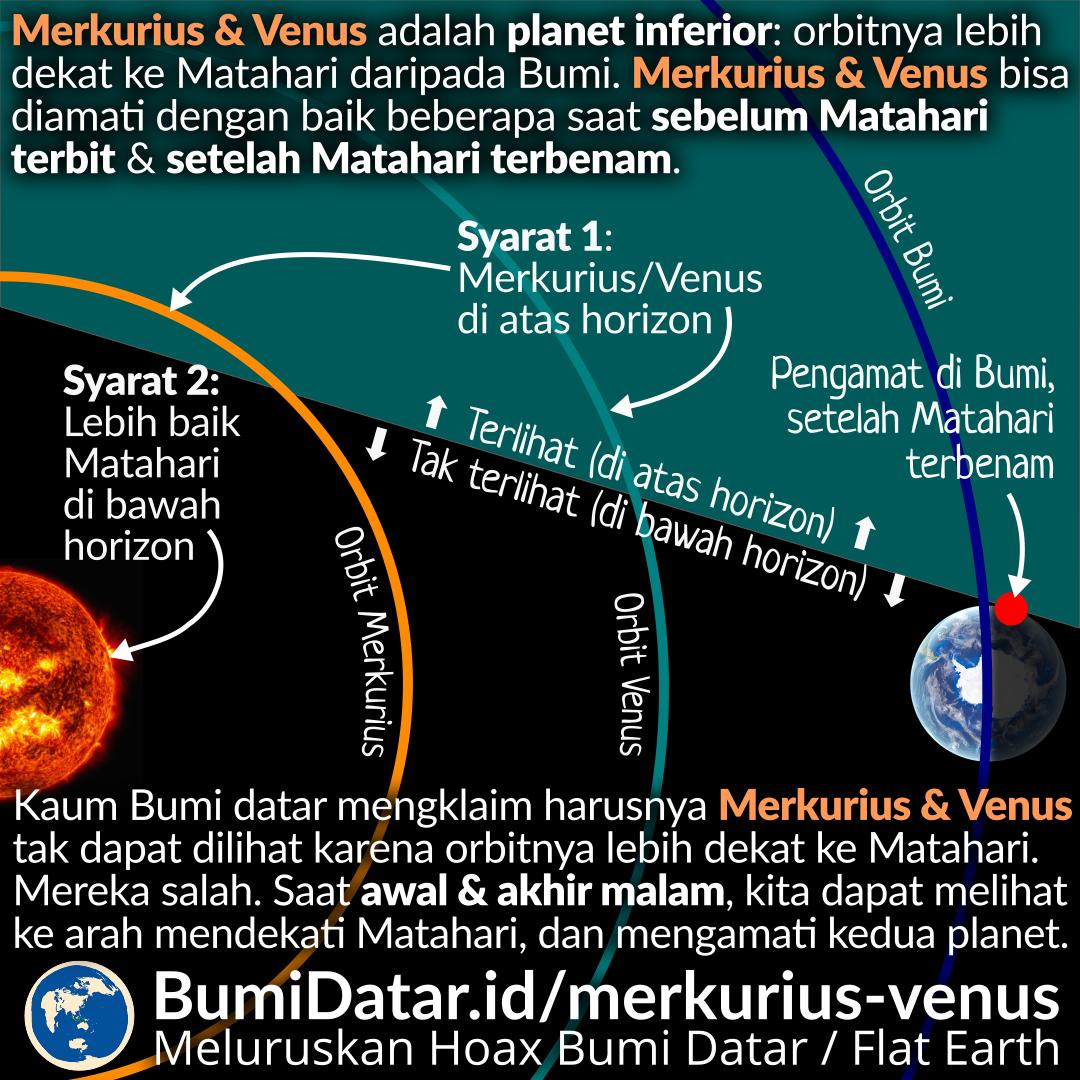 Merkurius & Venus adalah planet inferior: orbitnya lebih
dekat ke Matahari daripada Bumi. Merkurius & Venus bisa
diamati dengan baik beberapa saat sebelum Matahari
terbit & setelah Matahari terbenam.
Orbit Bumi
Syarat 1:
Merkurius/Venus
di atas horizon
Pengamat di Bumi,
setelah Matahari
terbenam
Syarat 2:
Lebih baik
Matahari
di bawah
horizon
Terlihat (di atas horizon)
Tak terlihat (di bawah horizon)
Orbit Merkurius
Orbit Venus
Kaum Bumi datar mengklaim harusnya Merkurius & Venus
tak dapat dilihat karena orbitnya lebih dekat ke Matahari.
Mereka salah. Saat awal & akhir malam, kita dapat melihat
ke arah mendekati Matahari, dan mengamati kedua planet.
BumiDatar.id/merkurius-venus
Meluruskan Hoax Bumi Datar / Flat Earth